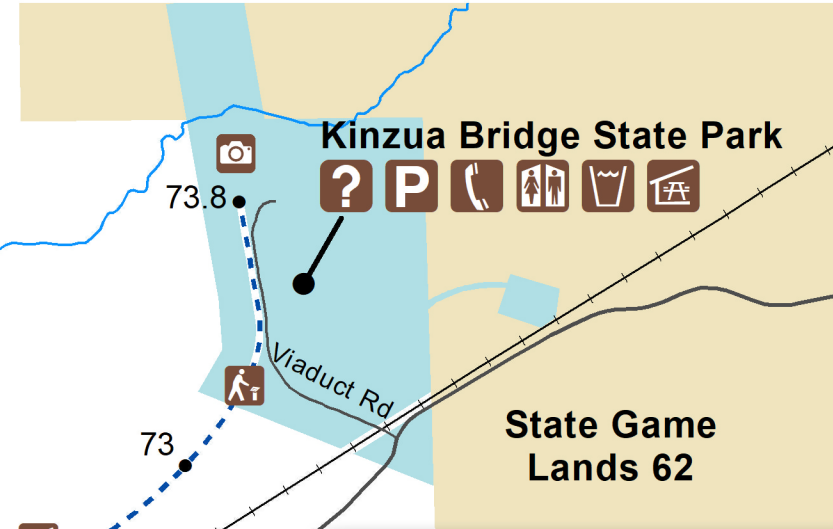 Kinzua Bridge State Park
? P
73.8
Viaduct Rd
State Game
Lands 62
73